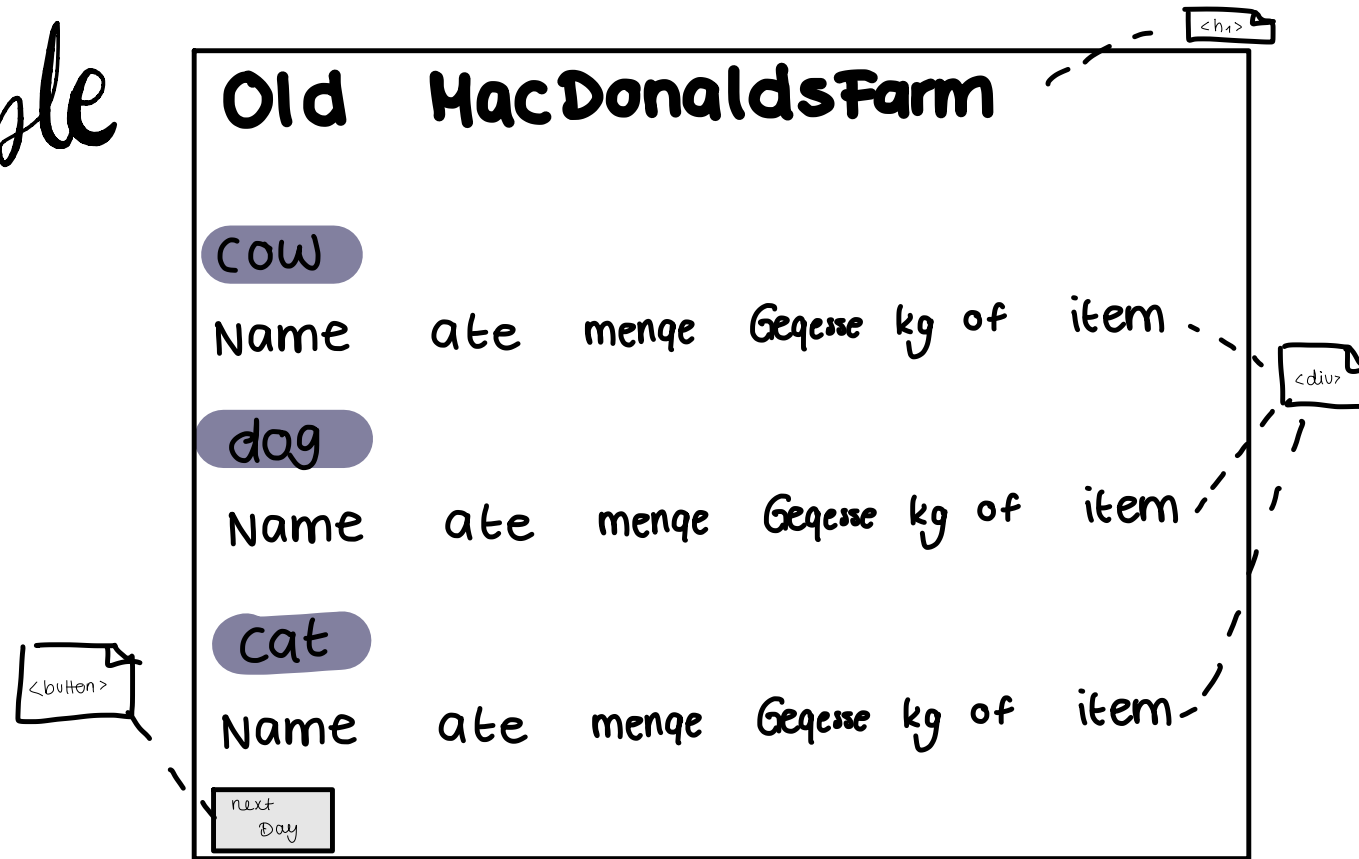 <h1>
Old MacDonaldsFarm
cow
Name ate menge Gegesse kg of item
<div>
dog
Name ate menge Gegesse kg of item
cat
<button>
Name ate menge Gegesse kg of item
next
Day